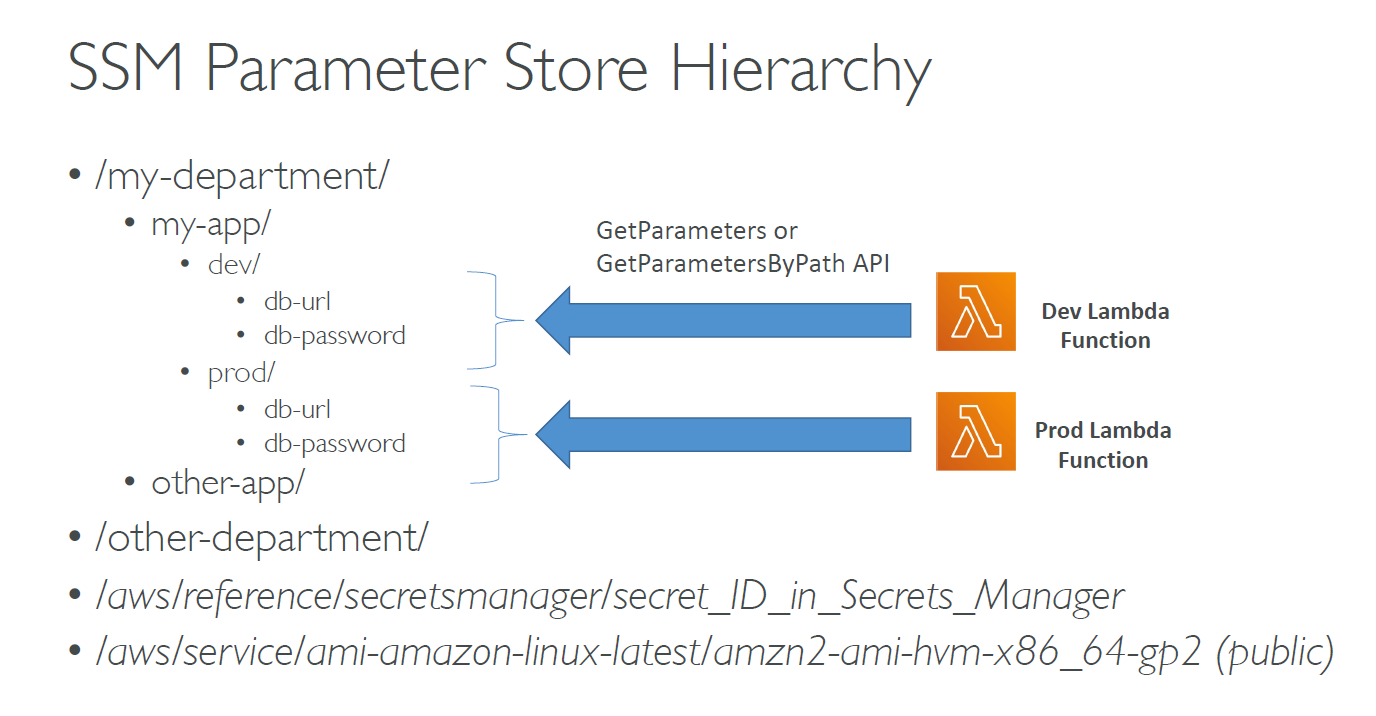 SSM Parameter Store Hierarchy
• /my-department/
• my-app/
• dev/
• db-url
• db-password
• prod/
• db-url
• db-password
• other-app/
• /other-department/
• /aws/reference/secretsmanager/secret_ID_in_Secrets_Manager
• /aws/service/ami-amazon-linux-latest/amzn2-ami-hvm-x86_64-gp2 (public)
GetParameters or
GetParametersByPath API
Dev Lambda
Function
Prod Lambda
Function